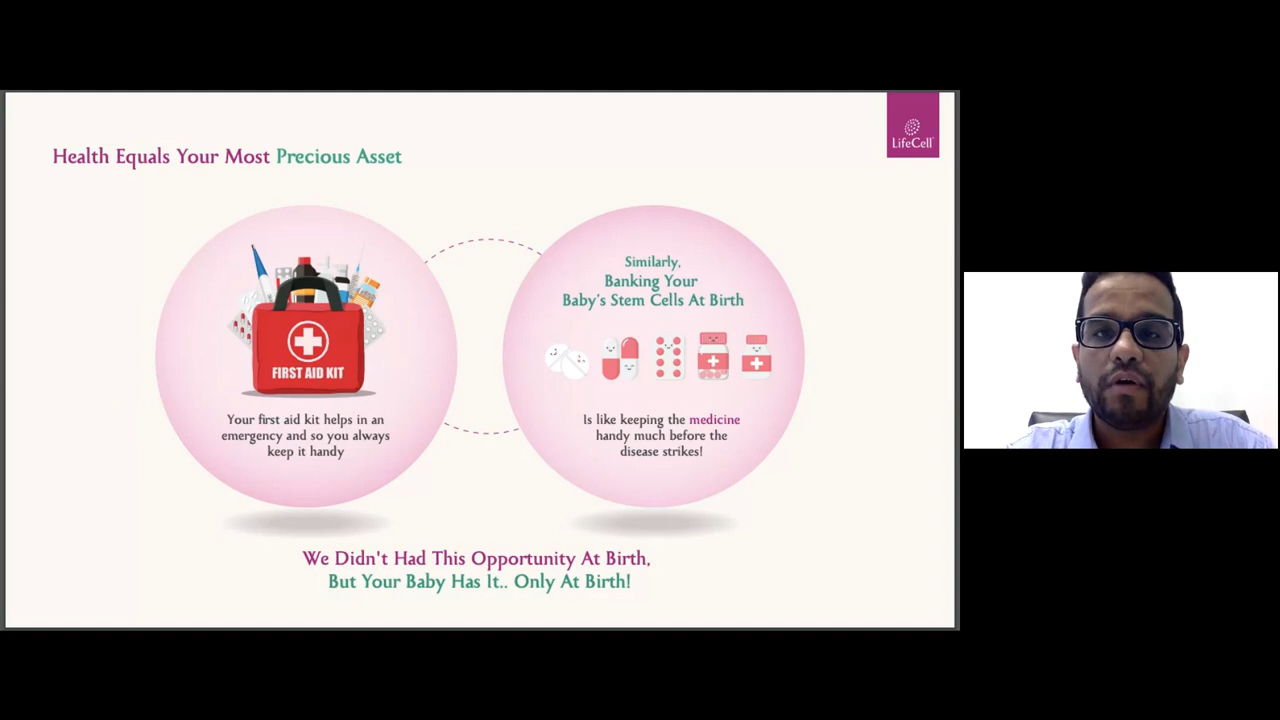 LifeCell
Health Equals Your Most Precious Asset
FIRST AID KIT
Your first aid kit helps in an
emergency and so you always
keep it handy
Similarly,
Banking Your
Baby's Stem Cells At Birth
Is like keeping the medicine
handy much before the
disease strikes!
We Didn't Had This Opportunity At Birth,
But Your Baby Has It.. Only At Birth!